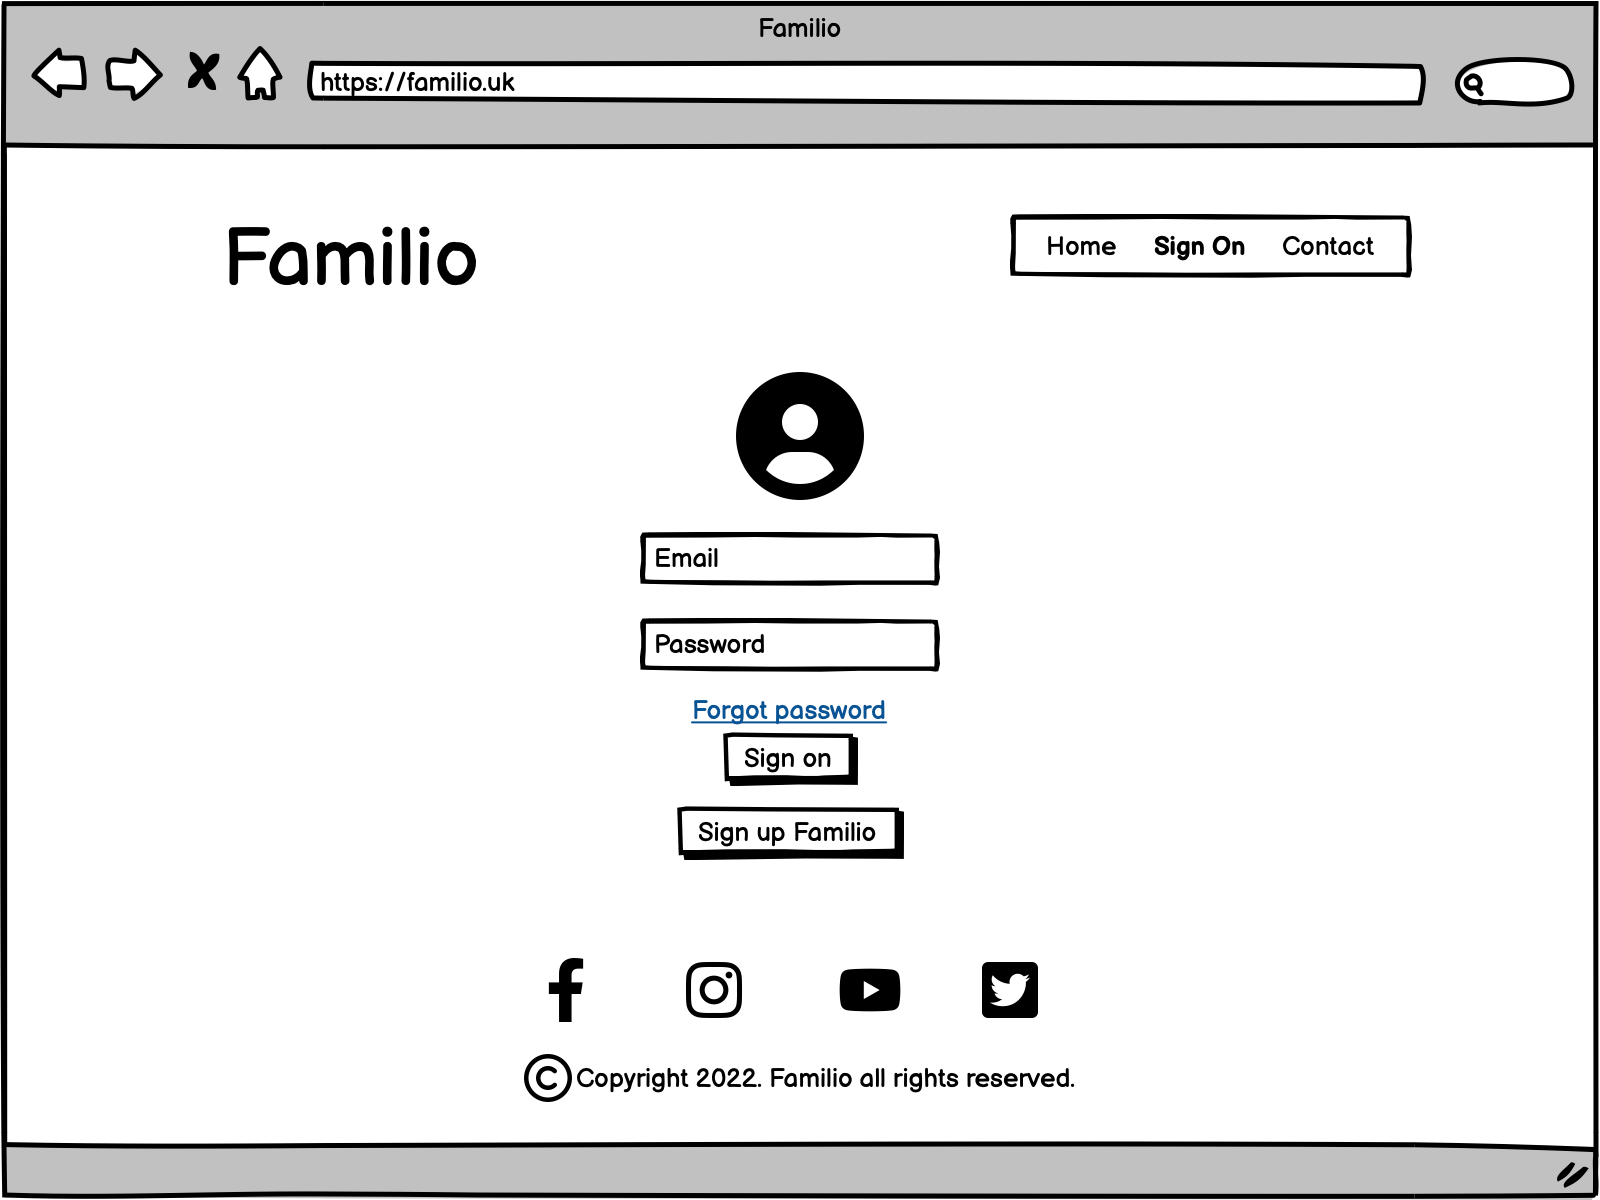 Familio
https://familio.uk
Familio
Home Sign On Contact
Email
Password
Forgot password
Sign on
Sign up Familio
© Copyright 2022. Familio all rights reserved.